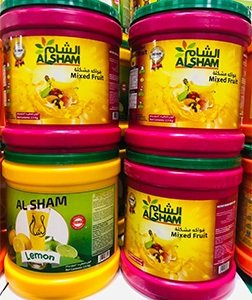 الشام
ALSHAM
فواكه مشكلة
Mixed Fruit
الشام
ALSHAM
فواكه مشكلة
Mixed Fruit
AL SHAM
Lemon
الشام
ALSHAM
فواكه مشكلة
Mixed Fruit